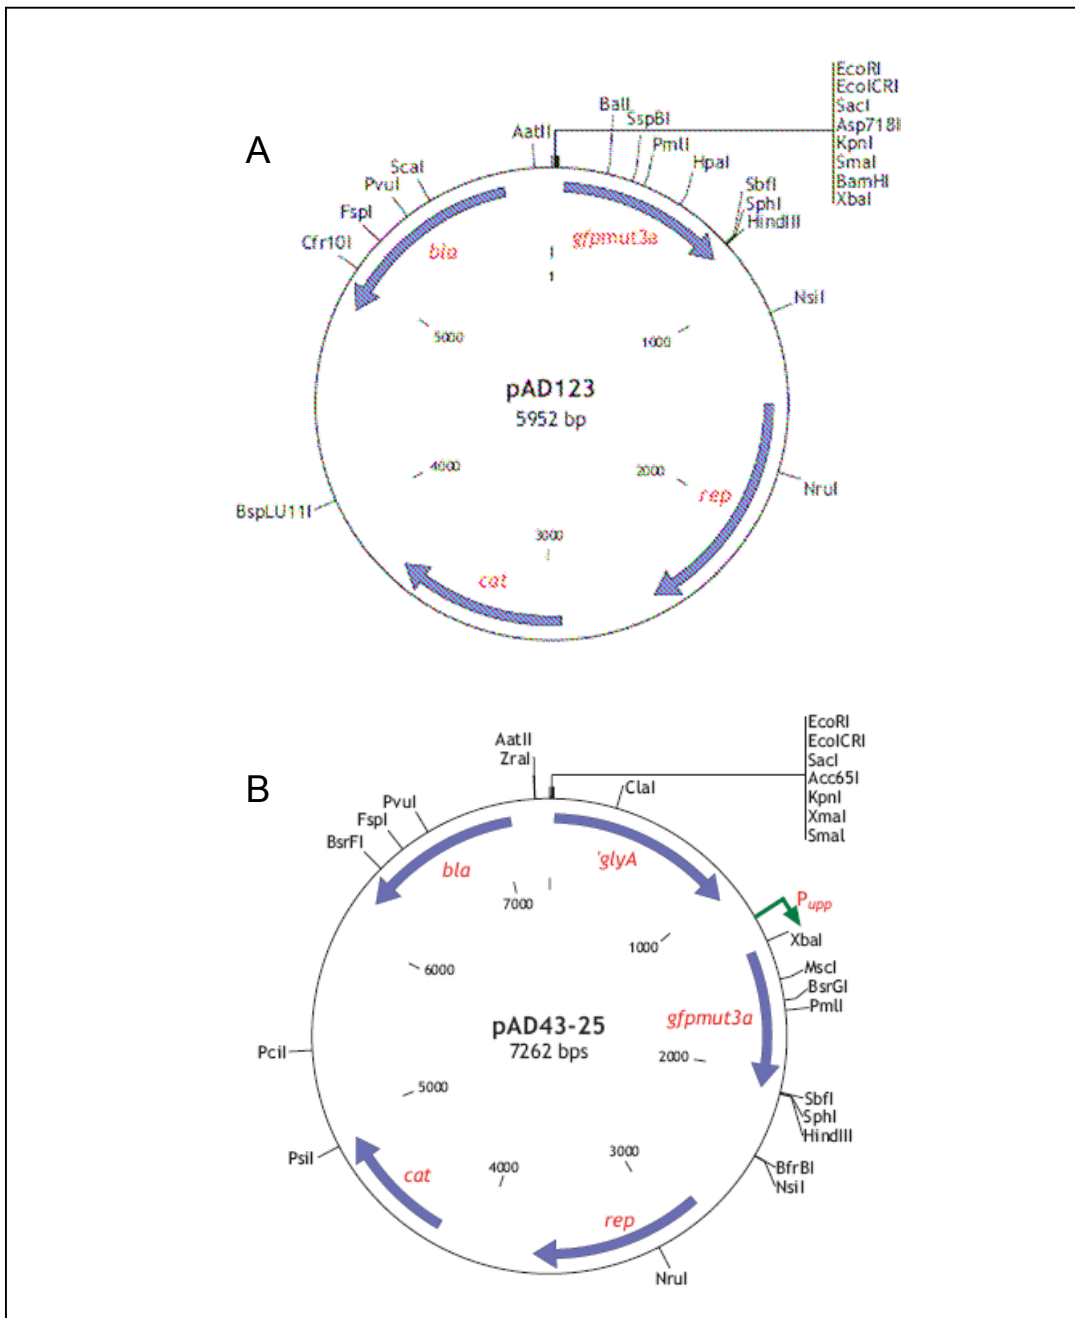 A
EcoRI
EcoICRI
SacI
Asp718I
KpnI
SmaI
BamHI
XbaI
BalI
SspBI
PmlI
HpaI
AatII
ScaI
PvuI
FspI
Cfr10I
SbfI
SphI
HindIII
bla
gfpmut3a
1
NsiI
5000
1000
pAD123
5952 bp
4000
2000
rep
NruI
BspLU11I
3000
cat
B
EcoRI
EcoICRI
SacI
Acc65I
KpnI
XmaI
SmaI
AatII
ZraI
ClaI
PvuI
FspI
BsrFI
bla
'glyA
7000
Pupp
XbaI
1000
6000
MscI
BsrGI
PmlI
gfpmut3a
pAD43-25
7262 bps
PciI
2000
5000
SbfI
SphI
HindIII
PsiI
cat
4000
3000
BfrBI
NsiI
rep
NruI